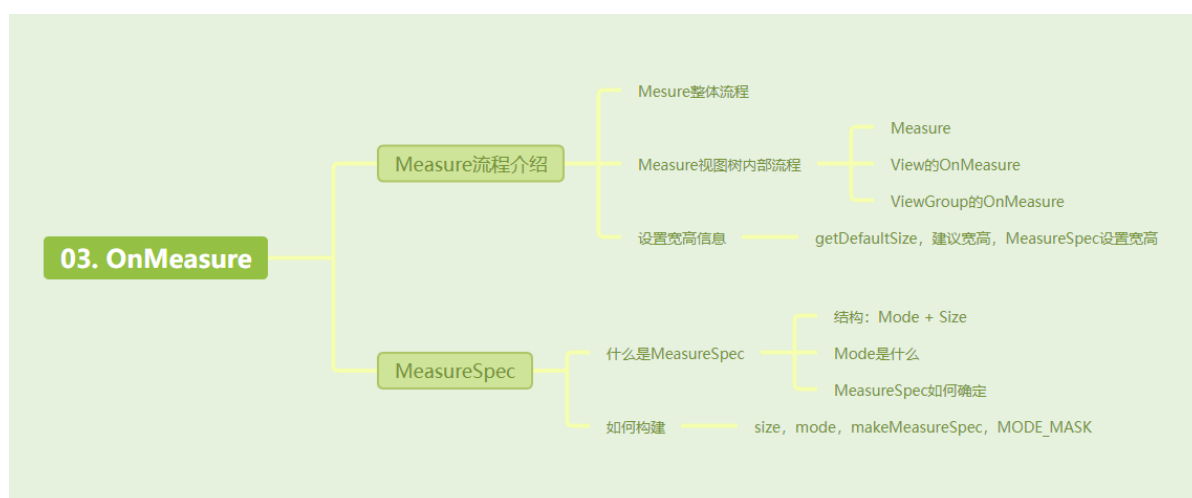 03. OnMeasure
Measure流程介绍
Mesure整体流程
Measure视图树内部流程
Measure
View的OnMeasure
ViewGroup的OnMeasure
设置宽高信息
getDefaultSize，建议宽高，MeasureSpec设置宽高
MeasureSpec
什么是MeasureSpec
结构：Mode + Size
Mode是什么
MeasureSpec如何确定
如何构建
size，mode，makeMeasureSpec，MODE_MASK